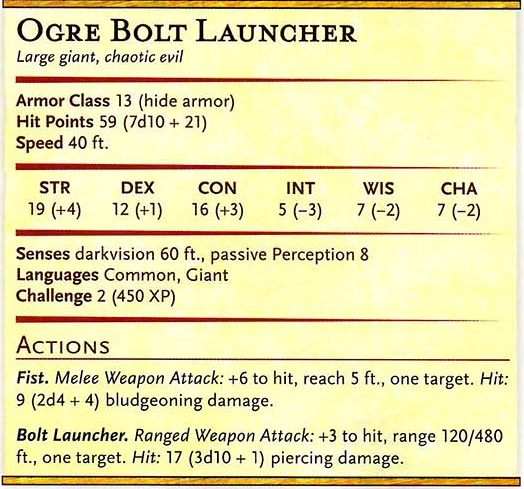 Ogre Bolt Launcher
Large giant, chaotic evil
Armor Class 13 (hide armor)
Hit Points 59 (7d10 + 21)
Speed 40 ft.
STR DEX CON INT WIS CHA
19 (+4) 12 (+1) 16 (+3) 5 (−3) 7 (−2) 7 (−2)
Senses darkvision 60 ft., passive Perception 8
Languages Common, Giant
Challenge 2 (450 XP)
Actions
Fist. Melee Weapon Attack: +6 to hit, reach 5 ft., one target. Hit:
9 (2d4 + 4) bludgeoning damage.
Bolt Launcher. Ranged Weapon Attack: +3 to hit, range 120/480
ft., one target. Hit: 17 (3d10 + 1) piercing damage.